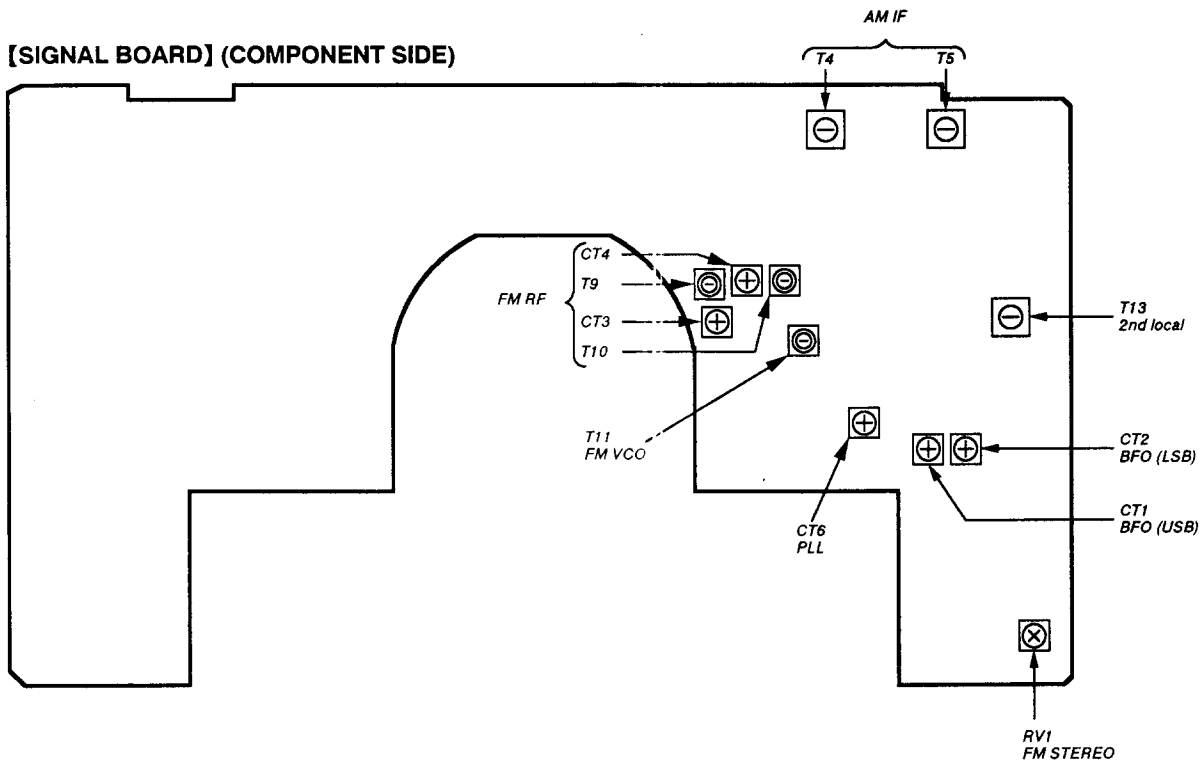 AM IF
【SIGNAL BOARD】 (COMPONENT SIDE)
T4
T5
CT4
T9
FM RF
CT3
T10
T13
2nd local
T11
FM VCO
CT2
BFO (LSB)
CT1
BFO (USB)
CT6
PLL
RV1
FM STEREO